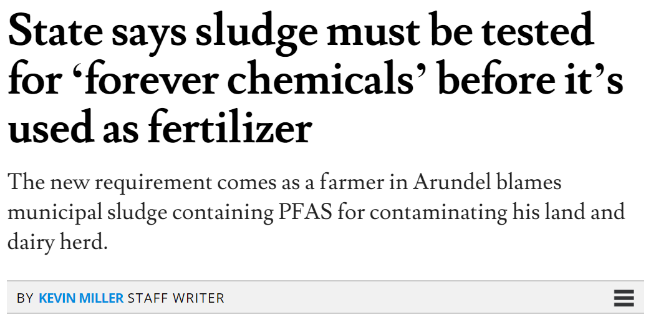 State says sludge must be tested
for ‘forever chemicals’ before it’s
used as fertilizer
The new requirement comes as a farmer in Arundel blames
municipal sludge containing PFAS for contaminating his land and
dairy herd.
BY KEVIN MILLER STAFF WRITER